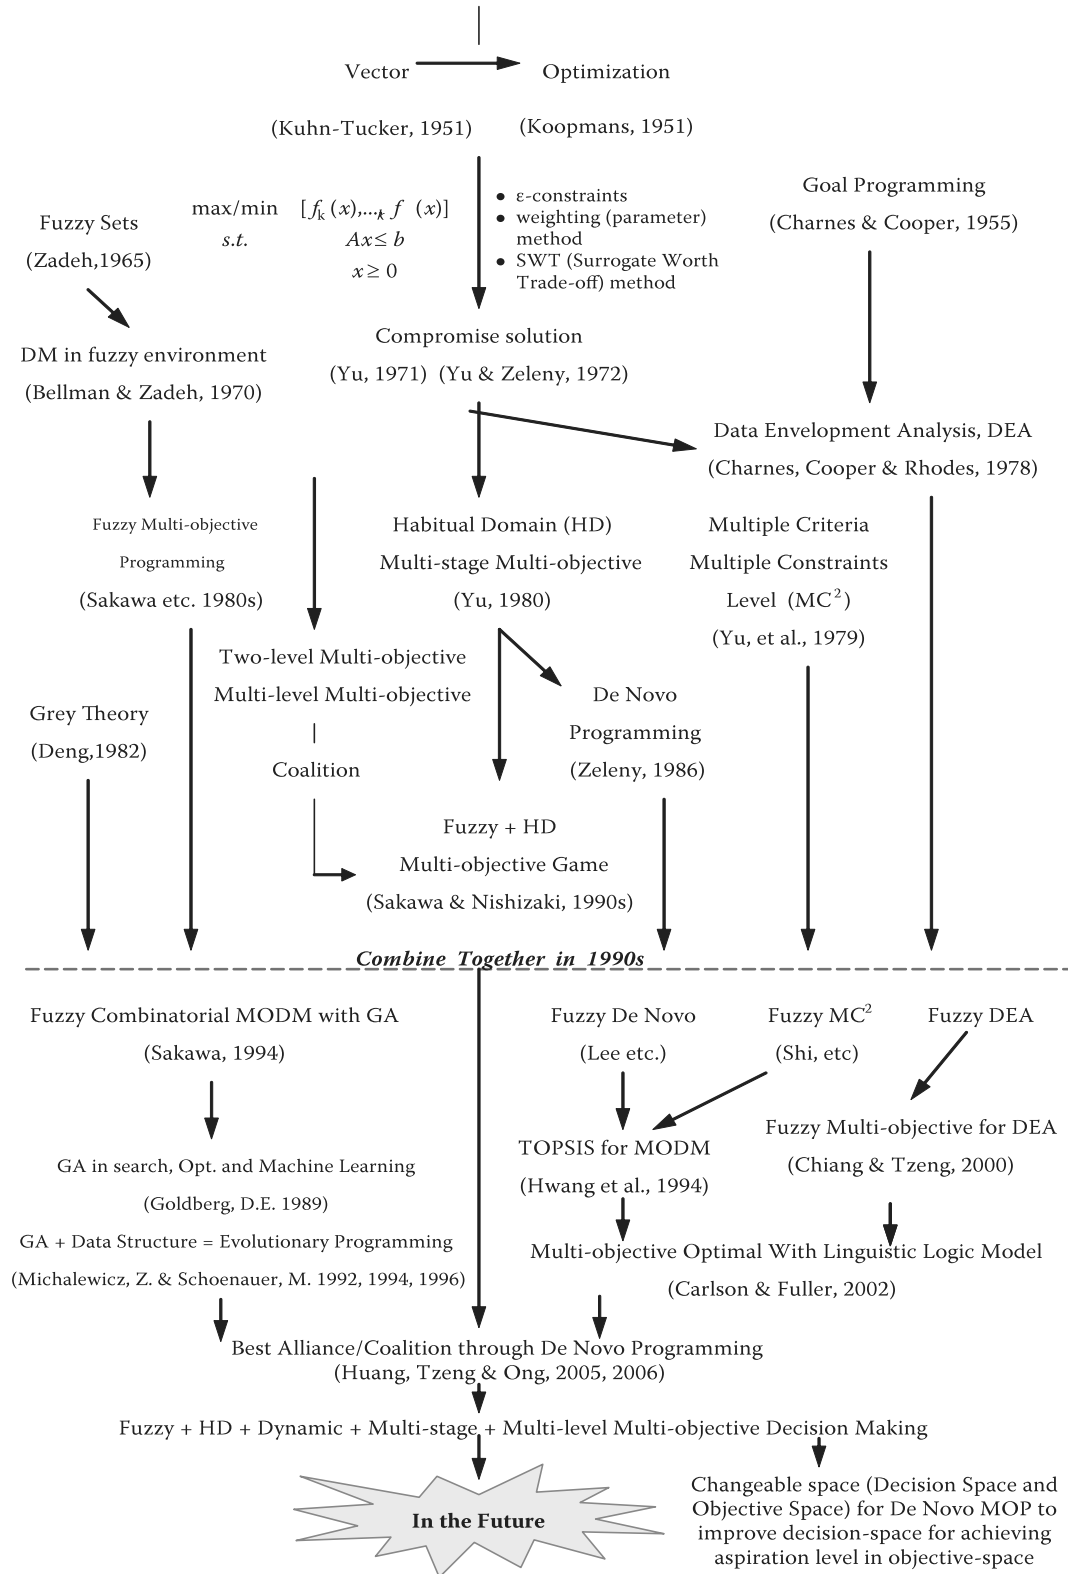 Vector
Optimization
(Kuhn-Tucker, 1951)
(Koopmans, 1951)
Fuzzy Sets
(Zadeh,1965)
max/min [fk (x),...,k f (x)]
s.t. Ax ≤ b
x ≥ 0
• ε-constraints
• weighting (parameter)
method
• SWT (Surrogate Worth
Trade-off) method
Goal Programming
(Charnes & Cooper, 1955)
DM in fuzzy environment
(Bellman & Zadeh, 1970)
Compromise solution
(Yu, 1971) (Yu & Zeleny, 1972)
Data Envelopment Analysis, DEA
(Charnes, Cooper & Rhodes, 1978)
Fuzzy Multi-objective
Programming
(Sakawa etc. 1980s)
Habitual Domain (HD)
Multi-stage Multi-objective
(Yu, 1980)
Multiple Criteria
Multiple Constraints
Level (MC²)
(Yu, et al., 1979)
Two-level Multi-objective
Multi-level Multi-objective
Grey Theory
(Deng,1982)
De Novo
Programming
(Zeleny, 1986)
Coalition
Fuzzy + HD
Multi-objective Game
(Sakawa & Nishizaki, 1990s)
Combine Together in 1990s
Fuzzy Combinatorial MODM with GA
(Sakawa, 1994)
Fuzzy De Novo
(Lee etc.)
Fuzzy MC²
(Shi, etc)
Fuzzy DEA
TOPSIS for MODM
(Hwang et al., 1994)
Fuzzy Multi-objective for DEA
(Chiang & Tzeng, 2000)
GA in search, Opt. and Machine Learning
(Goldberg, D.E. 1989)
GA + Data Structure = Evolutionary Programming
(Michalewicz, Z. & Schoenauer, M. 1992, 1994, 1996)
Multi-objective Optimal With Linguistic Logic Model
(Carlson & Fuller, 2002)
Best Alliance/Coalition through De Novo Programming
(Huang, Tzeng & Ong, 2005, 2006)
Fuzzy + HD + Dynamic + Multi-stage + Multi-level Multi-objective Decision Making
In the Future
Changeable space (Decision Space and
Objective Space) for De Novo MOP to
improve decision-space for achieving
aspiration level in objective-space